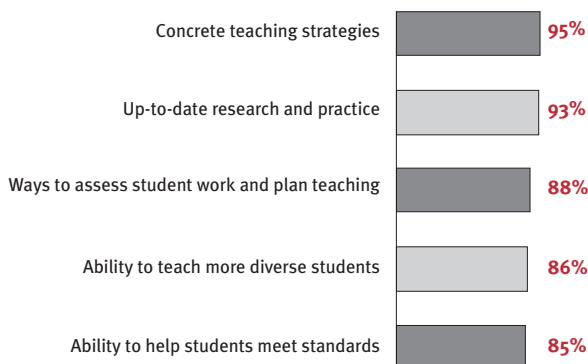 Concrete teaching strategies 95%
Up-to-date research and practice 93%
Ways to assess student work and plan teaching 88%
Ability to teach more diverse students 86%
Ability to help students meet standards 85%